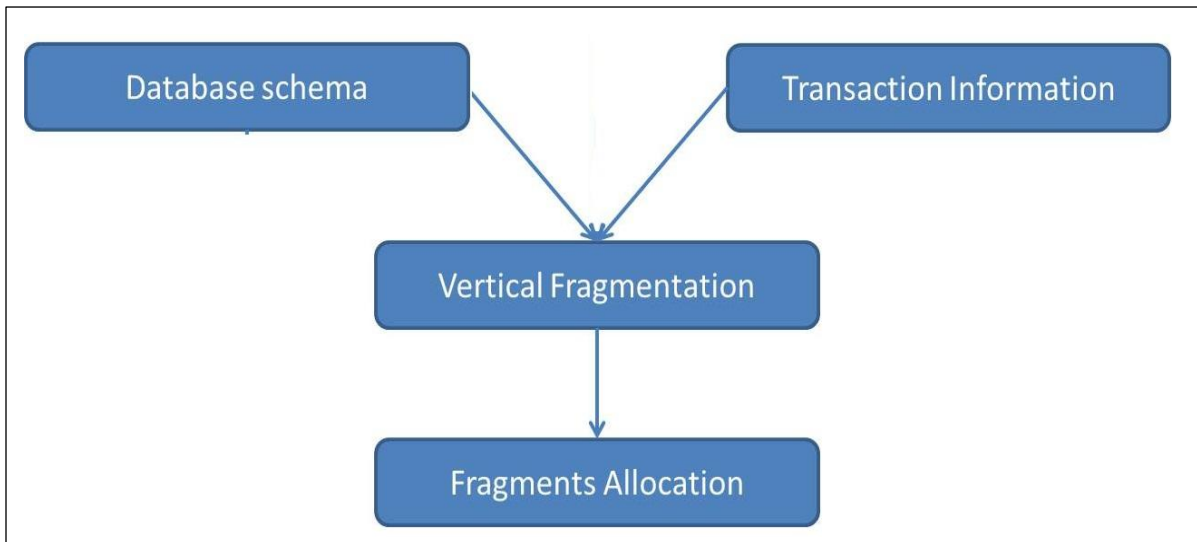 Database schema
Transaction Information
Vertical Fragmentation
Fragments Allocation